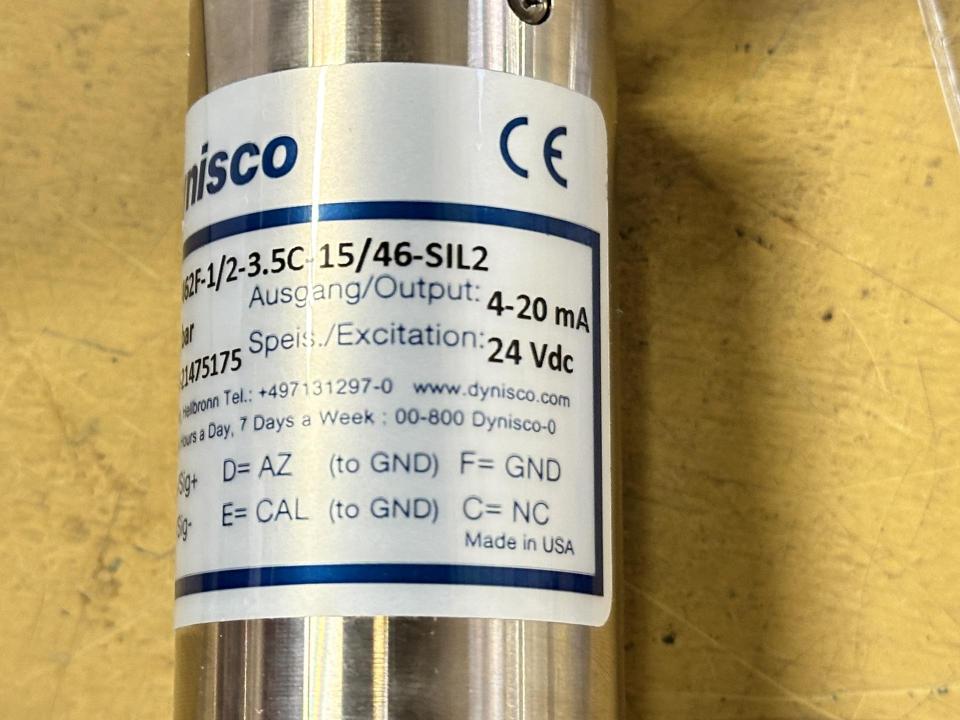 nisco CE
62F-1/2-3.5C-15/46-SIL2
Ausgang/Output: 4-20 mA
bar
Speis./Excitation: 24 Vdc
21475175
Heilbronn Tel.: +497131297-0 www.dynisco.com
ours a Day, 7 Days a Week : 00-800 Dynisco-0
Sig+ D= AZ (to GND) F= GND
Sig- E= CAL (to GND) C= NC
Made in USA